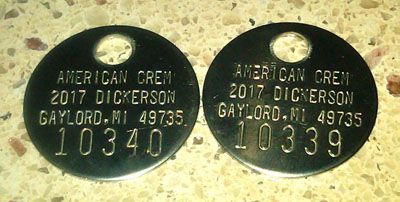 AMERICAN CREM
2017 DICKERSON
GAYLORD, MI 49735
10340
AMERICAN CREM
2017 DICKERSON
GAYLORD, MI 49735
10339